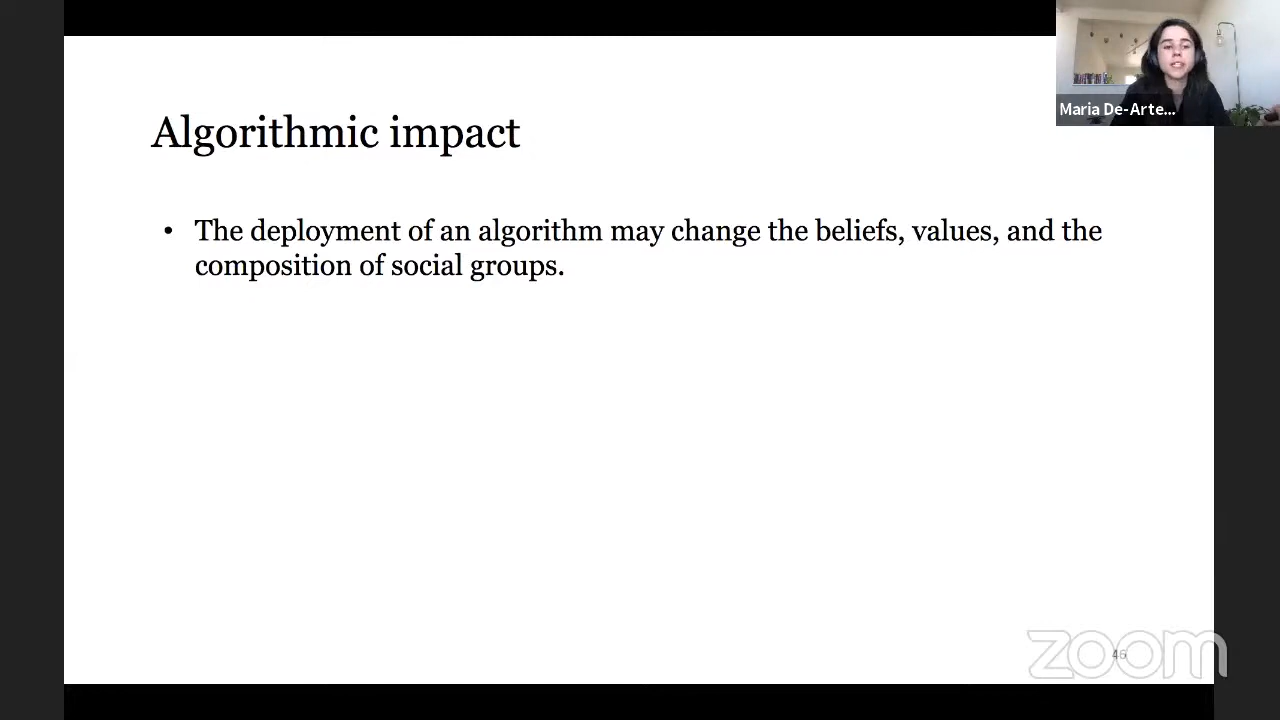 Maria De-Arte...
Algorithmic impact
• The deployment of an algorithm may change the beliefs, values, and the
composition of social groups.
46
zoom